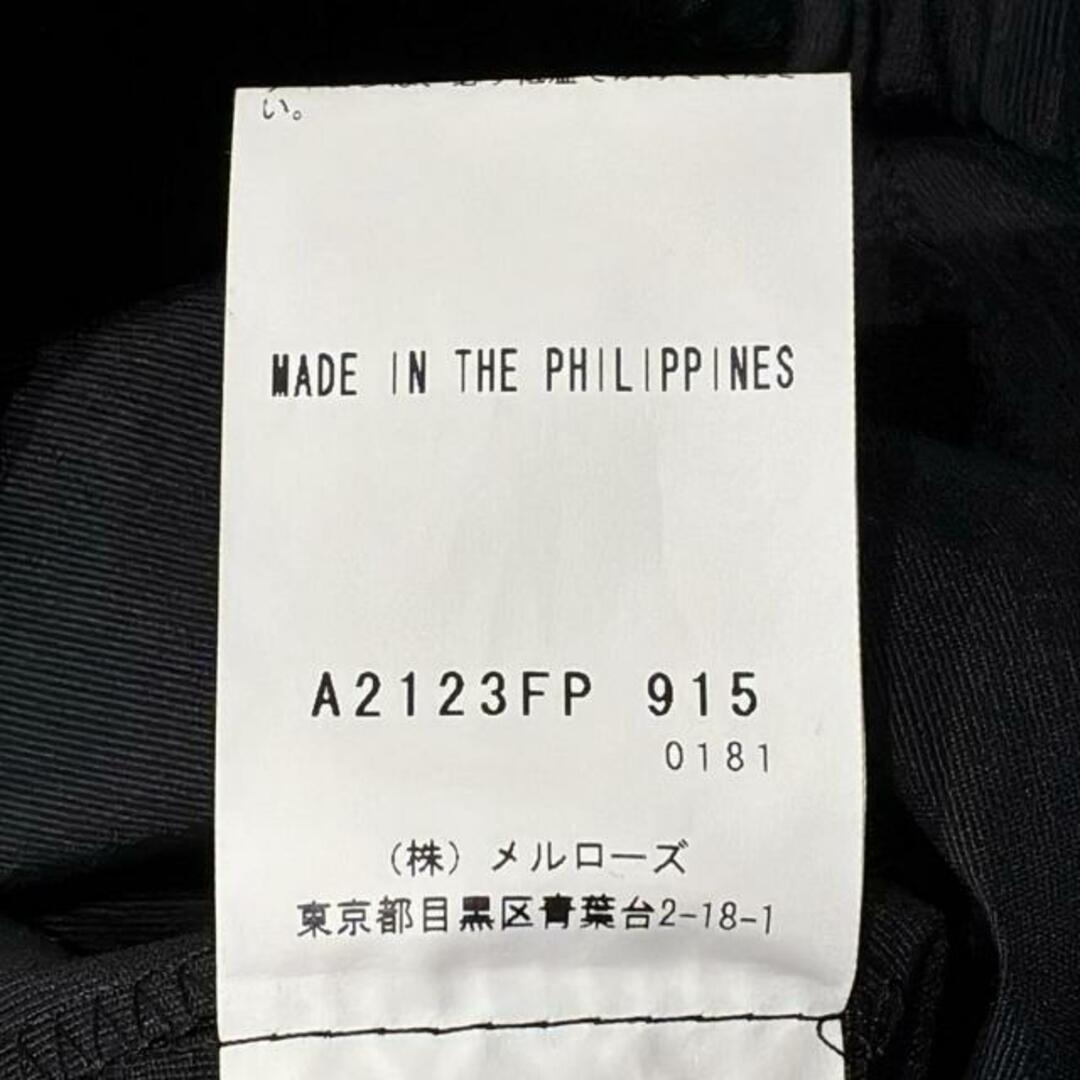 い。
MADE IN THE PHILIPPINES
A2123FP 915
0181
(株) メルローズ
東京都目黒区青葉台2-18-1